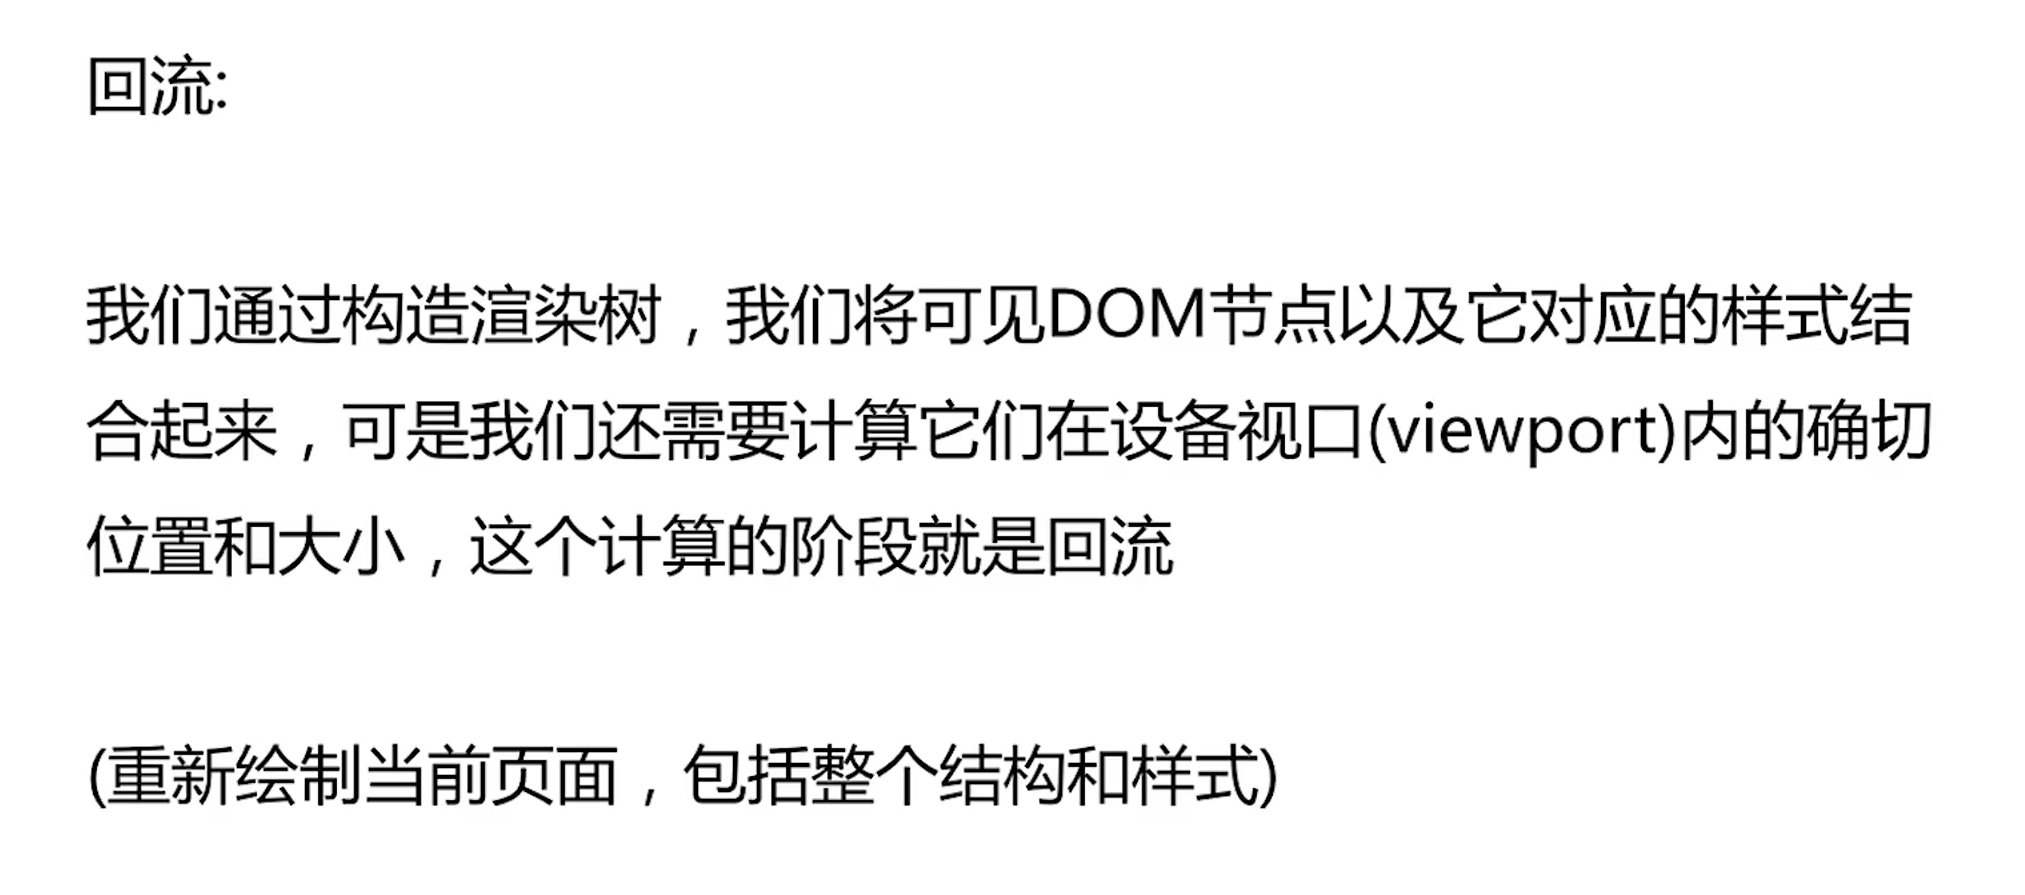 回流:
我们通过构造渲染树，我们将可见DOM节点以及它对应的样式结
合起来，可是我们还需要计算它们在设备视口(viewport)内的确切
位置和大小，这个计算的阶段就是回流
(重新绘制当前页面，包括整个结构和样式)